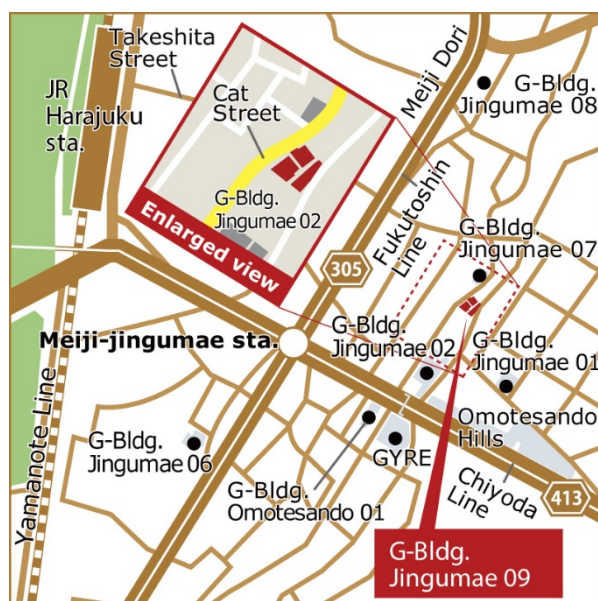 Takeshita
Street
JR
Harajuku
sta.
Cat
Street
G-Bldg.
Jingumae 02
Enlarged view
Meiji Dori
G-Bldg.
Jingumae 08
Fukutoshin
Line
G-Bldg.
Jingumae 07
305
Meiji-jingumae sta.
G-Bldg.
Jingumae 02
G-Bldg.
Jingumae 01
Yamanote Line
G-Bldg.
Jingumae 06
G-Bldg.
Omotesando 01
GYRE
Omotesando
Hills
Chiyoda
Line
413
G-Bldg.
Jingumae 09